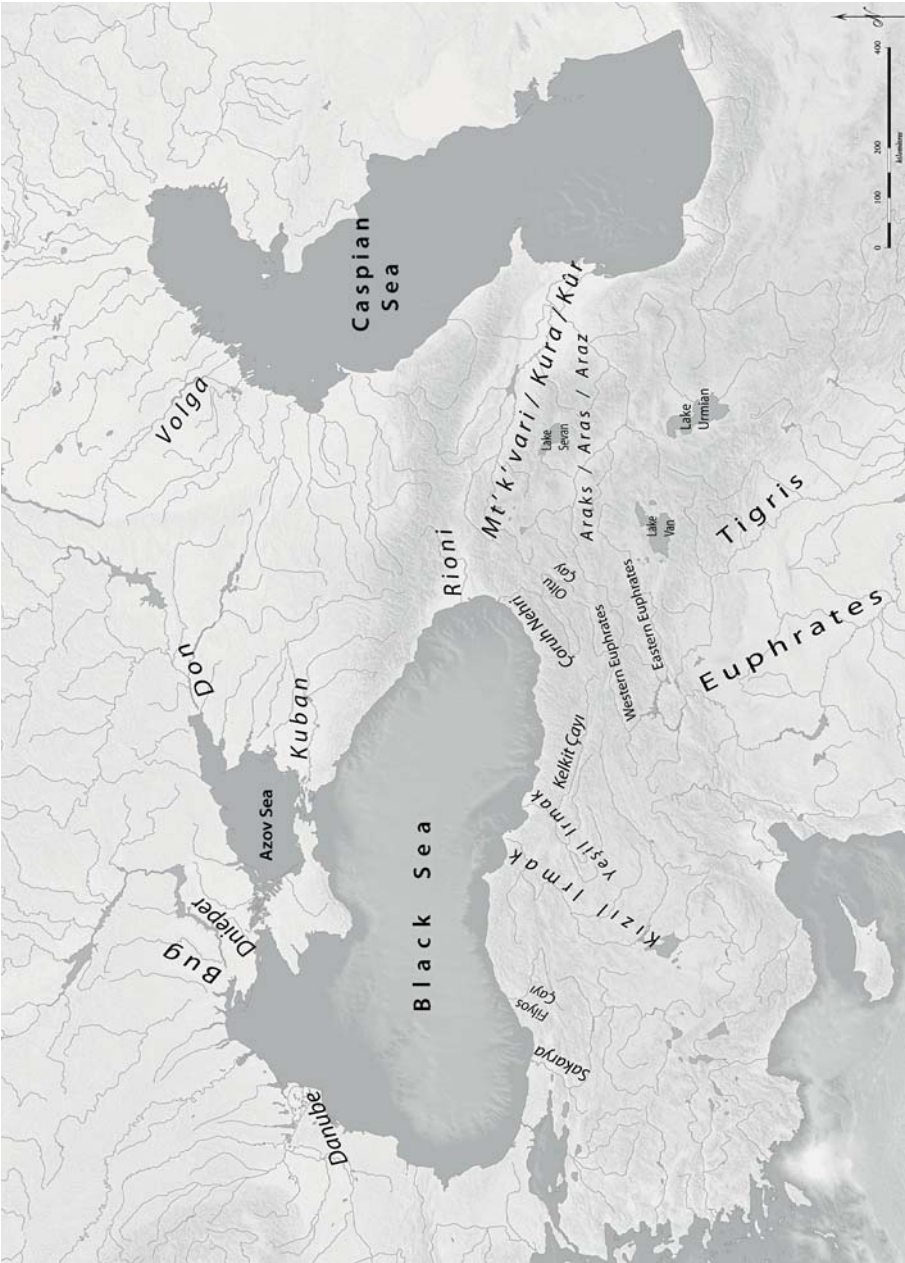 Volga
Don
Bug
Dnieper
Azov Sea
Kuban
Danube
Caspian
Sea
Black Sea
Rioni
Mt'k'vari / Kura / Kûr
Lake
Sevan
Araks / Aras / Araz
Çoruh Nehri
Oltu
Çay
Kelkit Çayı
Yeşil Irmak
Kızıl Irmak
Filyos
Çayı
Sakarya
Western Euphrates
Eastern Euphrates
Lake
Van
Lake
Urmian
Tigris
Euphrates
N
0 100 200 400
kilometers